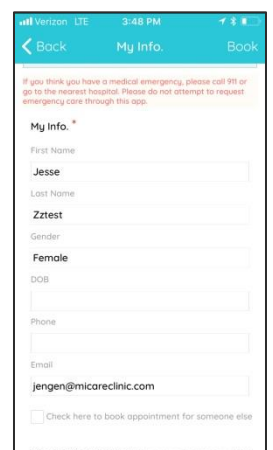 Verizon LTE 3:48 PM
Back My Info. Book
If you think you have a medical emergency, please call 911 or
go to the nearest hospital. Please do not attempt to request
emergency care through this app.
My Info. *
First Name
Jesse
Last Name
Zztest
Gender
Female
DOB
Phone
Email
jengen@micareclinic.com
Check here to book appointment for someone else